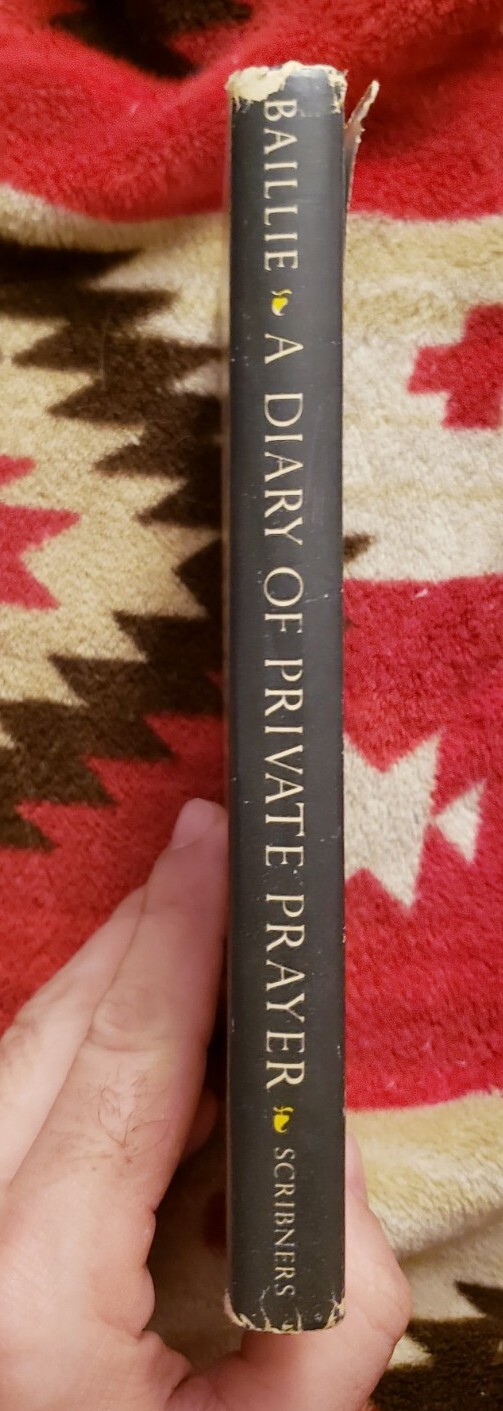 BAILLIE ❧ A DIARY OF PRIVATE PRAYER ❧ SCRIBNERS